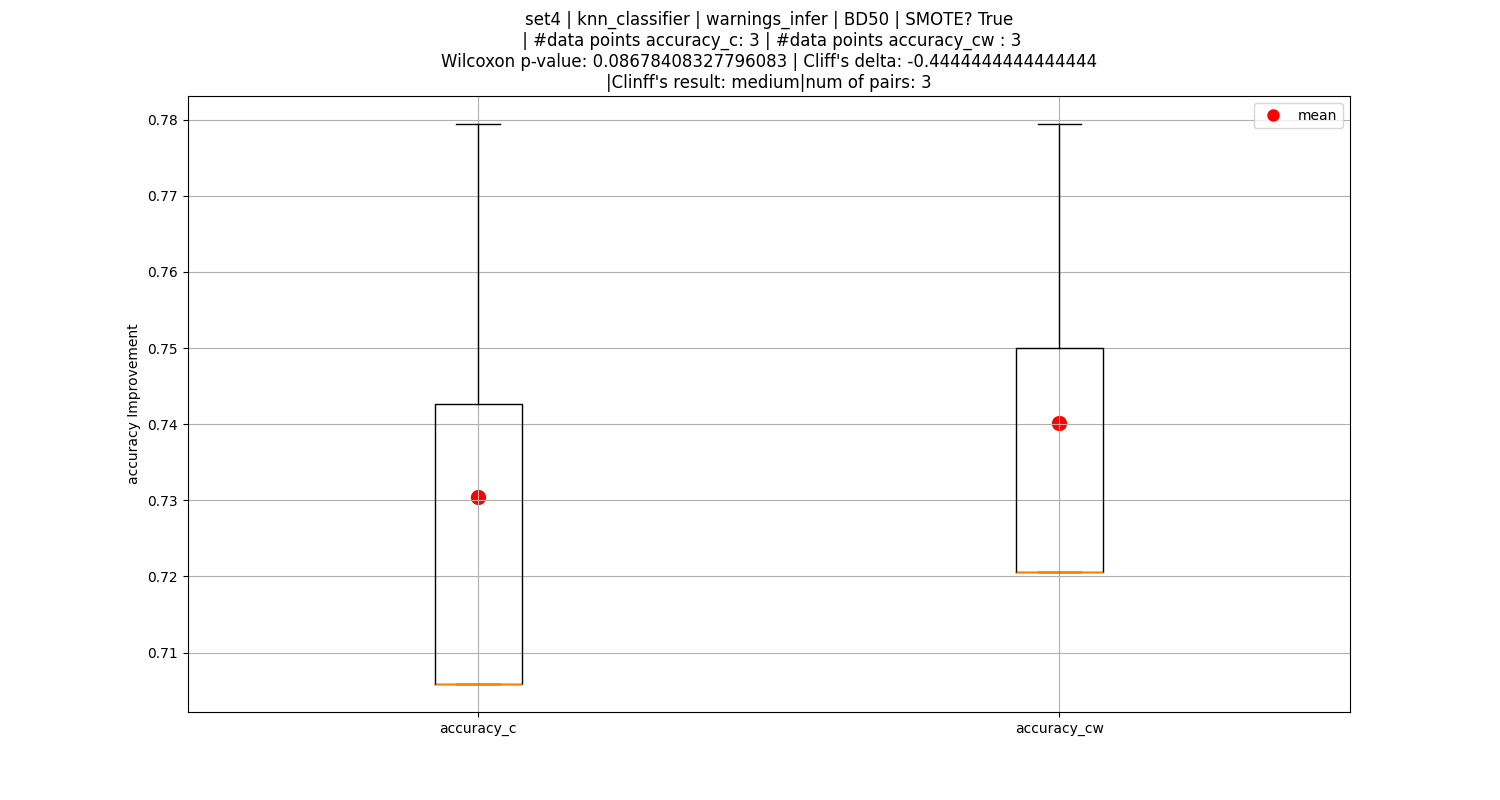 set4 | knn_classifier | warnings_infer | BD50 | SMOTE? True
| #data points accuracy_c: 3 | #data points accuracy_cw : 3
Wilcoxon p-value: 0.08678408327796083 | Cliff's delta: -0.4444444444444444
|Clinff's result: medium|num of pairs: 3
mean
0.78
0.77
0.76
0.75
0.74
0.73
0.72
0.71
accuracy Improvement
accuracy_c
accuracy_cw